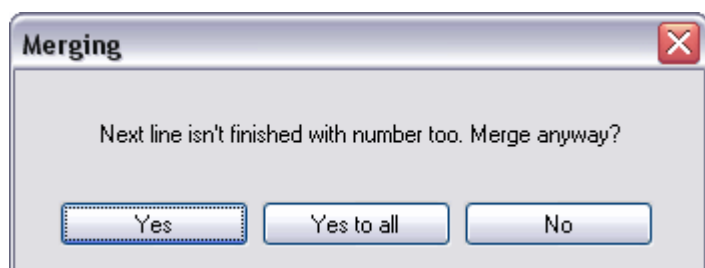 Merging
Next line isn't finished with number too. Merge anyway?
Yes Yes to all No